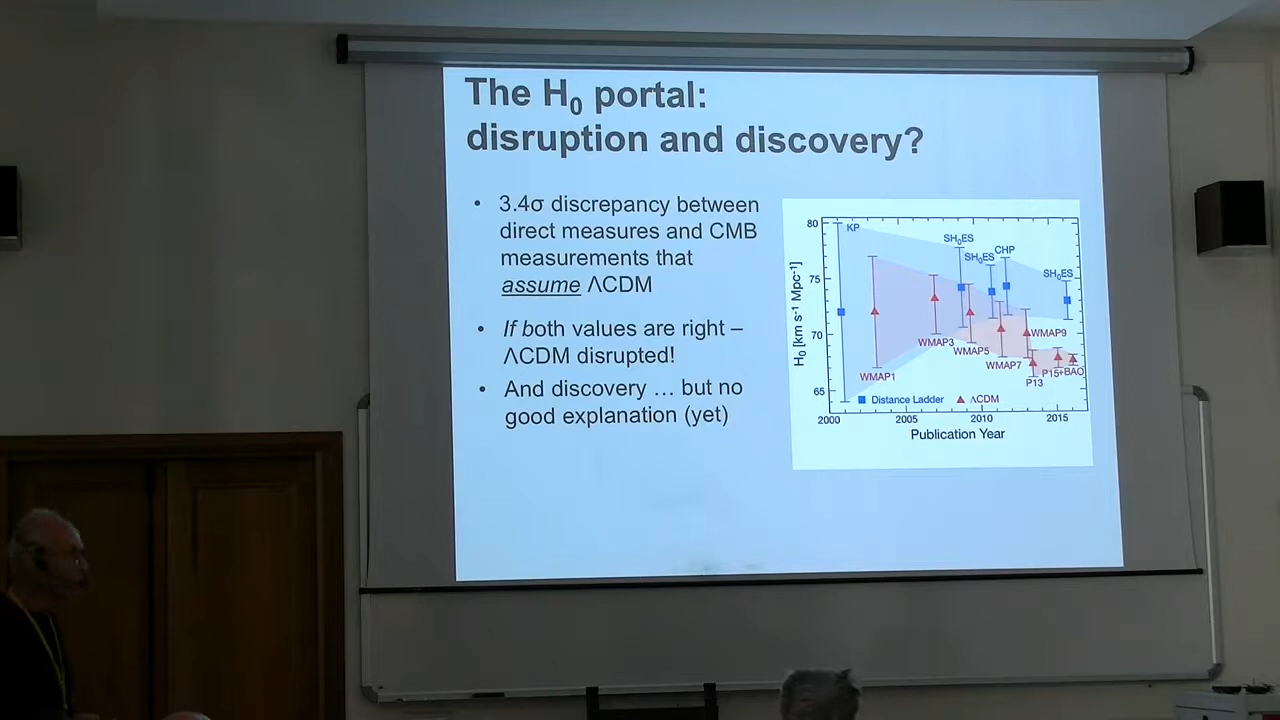 The H₀ portal:
disruption and discovery?
• 3.4σ discrepancy between
direct measures and CMB
measurements that
assume ΛCDM
• If both values are right –
ΛCDM disrupted!
• And discovery … but no
good explanation (yet)
80
75
70
65
H₀ [km s⁻¹ Mpc⁻¹]
KP
SH₀ES
SH₀ES
CHP
SH₀ES
WMAP1
WMAP3
WMAP5
WMAP7
WMAP9
P13
P15
+BAO
Distance Ladder
ΛCDM
2000
2005
2010
2015
Publication Year